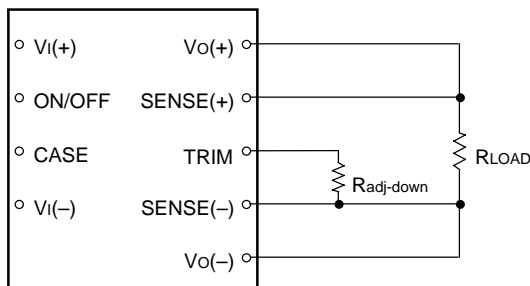 VI(+) VO(+)
ON/OFF SENSE(+)
CASE TRIM
RLOAD
Radj-down
VI(–) SENSE(–)
VO(–)